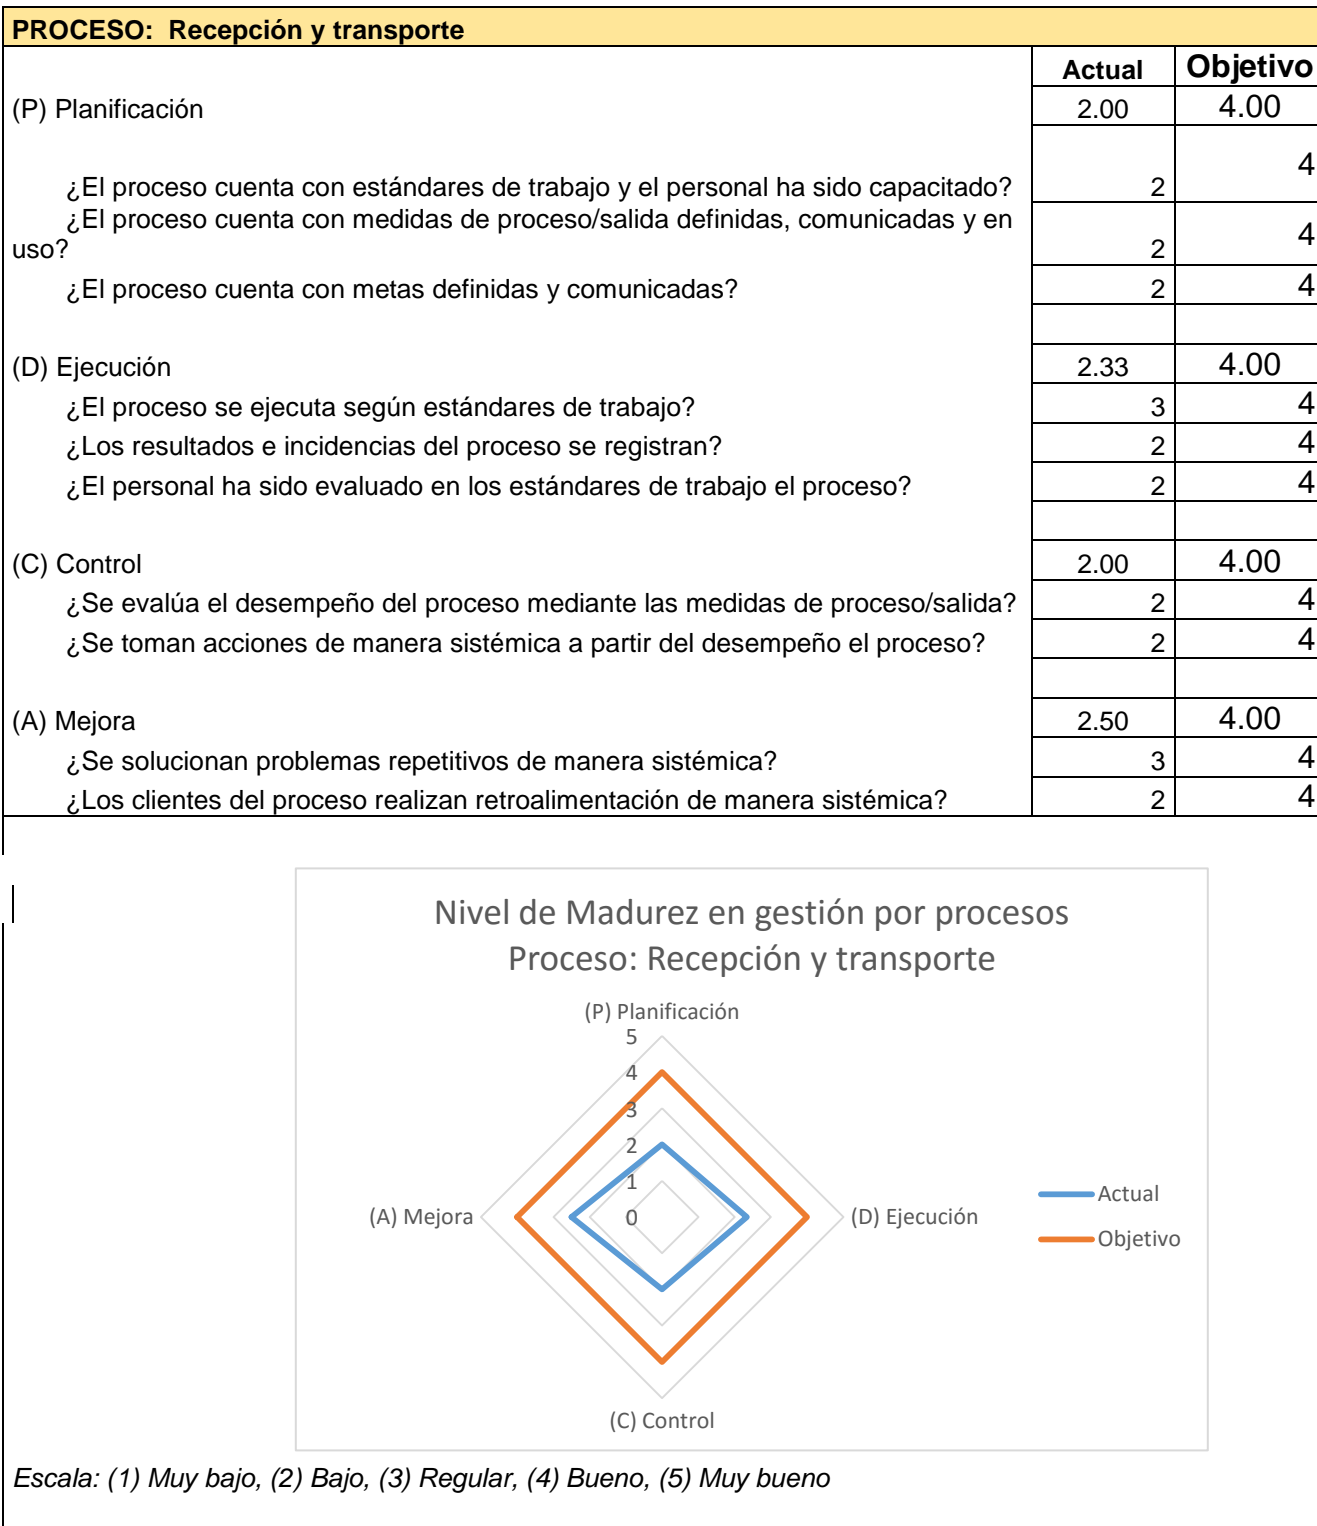 PROCESO: Recepción y transporte
Actual Objetivo
(P) Planificación 2.00 4.00
¿El proceso cuenta con estándares de trabajo y el personal ha sido capacitado? 2 4
¿El proceso cuenta con medidas de proceso/salida definidas, comunicadas y en
uso? 2 4
¿El proceso cuenta con metas definidas y comunicadas? 2 4
(D) Ejecución 2.33 4.00
¿El proceso se ejecuta según estándares de trabajo? 3 4
¿Los resultados e incidencias del proceso se registran? 2 4
¿El personal ha sido evaluado en los estándares de trabajo el proceso? 2 4
(C) Control 2.00 4.00
¿Se evalúa el desempeño del proceso mediante las medidas de proceso/salida? 2 4
¿Se toman acciones de manera sistémica a partir del desempeño el proceso? 2 4
(A) Mejora 2.50 4.00
¿Se solucionan problemas repetitivos de manera sistémica? 3 4
¿Los clientes del proceso realizan retroalimentación de manera sistémica? 2 4
Nivel de Madurez en gestión por procesos
Proceso: Recepción y transporte
(P) Planificación
5
4
3
2
1
0
(A) Mejora
(D) Ejecución
(C) Control
Actual
Objetivo
Escala: (1) Muy bajo, (2) Bajo, (3) Regular, (4) Bueno, (5) Muy bueno